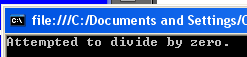 file:///C:/Documents and Settings/
Attempted to divide by zero.